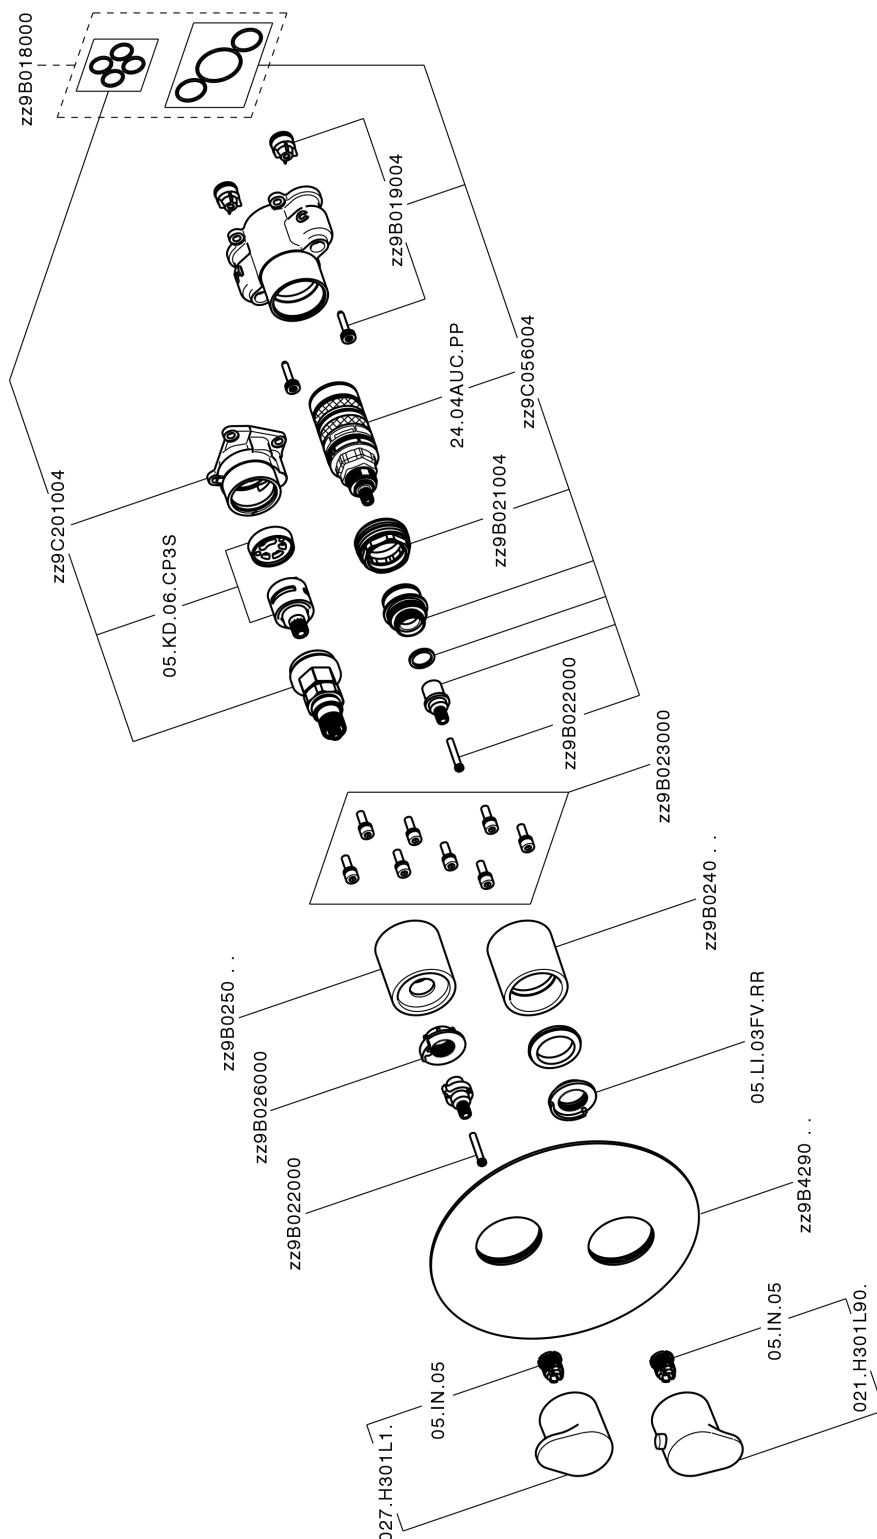 zz9B018000
zz9B019004
24.04AUC.PP
zz9C056004
zz9C201004
05.KD.06.CP3S
zz9B021004
zz9B022000
zz9B023000
zz9B0240 . .
zz9B0250 . .
zz9B026000
05.LI.03FV.RR
zz9B022000
zz9B4290 . .
05.IN.05
021.H301L90.
05.IN.05
027.H301L1.